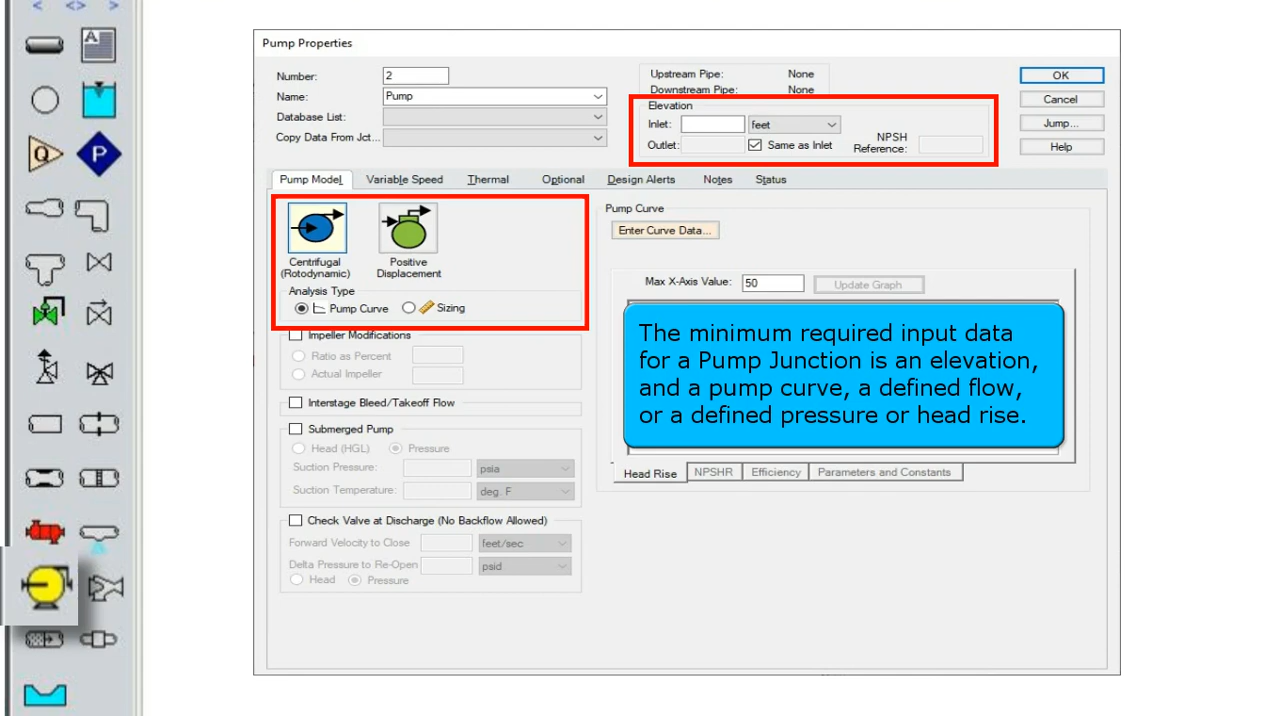 < <> >
A
Q
P
Pump Properties
Number: 2
Name: Pump
Database List:
Copy Data From Jct...
Upstream Pipe: None
Downstream Pipe: None
Elevation
Inlet: feet
Outlet: Same as Inlet NPSH Reference:
OK
Cancel
Jump...
Help
Pump Model Variable Speed Thermal Optional Design Alerts Notes Status
Centrifugal
(Rotodynamic)
Positive
Displacement
Analysis Type
Pump Curve Sizing
Impeller Modifications
Ratio as Percent
Actual Impeller
Interstage Bleed/Takeoff Flow
Submerged Pump
Head (HGL) Pressure
Suction Pressure: psia
Suction Temperature: deg. F
Check Valve at Discharge (No Backflow Allowed)
Forward Velocity to Close feet/sec
Delta Pressure to Re-Open psid
Head Pressure
Pump Curve
Enter Curve Data...
Max X-Axis Value: 50 Update Graph
The minimum required input data
for a Pump Junction is an elevation,
and a pump curve, a defined flow,
or a defined pressure or head rise.
Head Rise NPSHR Efficiency Parameters and Constants